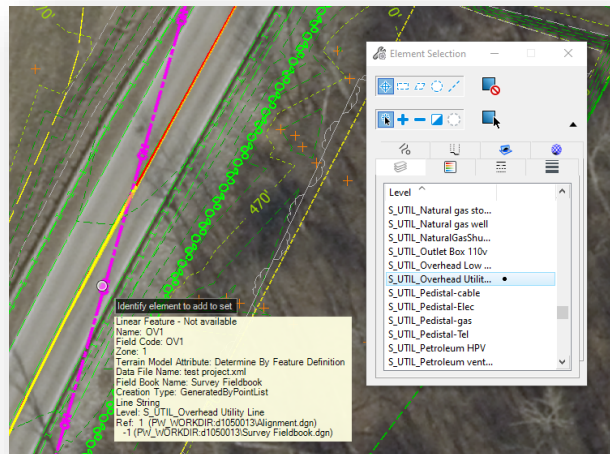 70'
0'
470'
Element Selection
Level
S_UTIL_Natural gas sto...
S_UTIL_Natural gas well
S_UTIL_NaturalGasShu...
S_UTIL_Outlet Box 110v
S_UTIL_Overhead Low ...
S_UTIL_Overhead Utilit...
S_UTIL_Pedistal-cable
S_UTIL_Pedistal-Elec
S_UTIL_Pedistal-gas
S_UTIL_Pedistal-Tel
S_UTIL_Petroleum HPV
S_UTIL_Petroleum vent...
Identify element to add to set
Linear Feature - Not available
Name: OV1
Field Code: OV1
Zone: 1
Terrain Model Attribute: Determine By Feature Definition
Data File Name: test project.xml
Field Book Name: Survey Fieldbook
Creation Type: GeneratedByPointList
Line String
Level: S_UTIL_Overhead Utility Line
Ref: 1 (PW_WORKDIR:d1050013\Alignment.dgn)
-1 (PW_WORKDIR:d1050013\Survey Fieldbook.dgn)